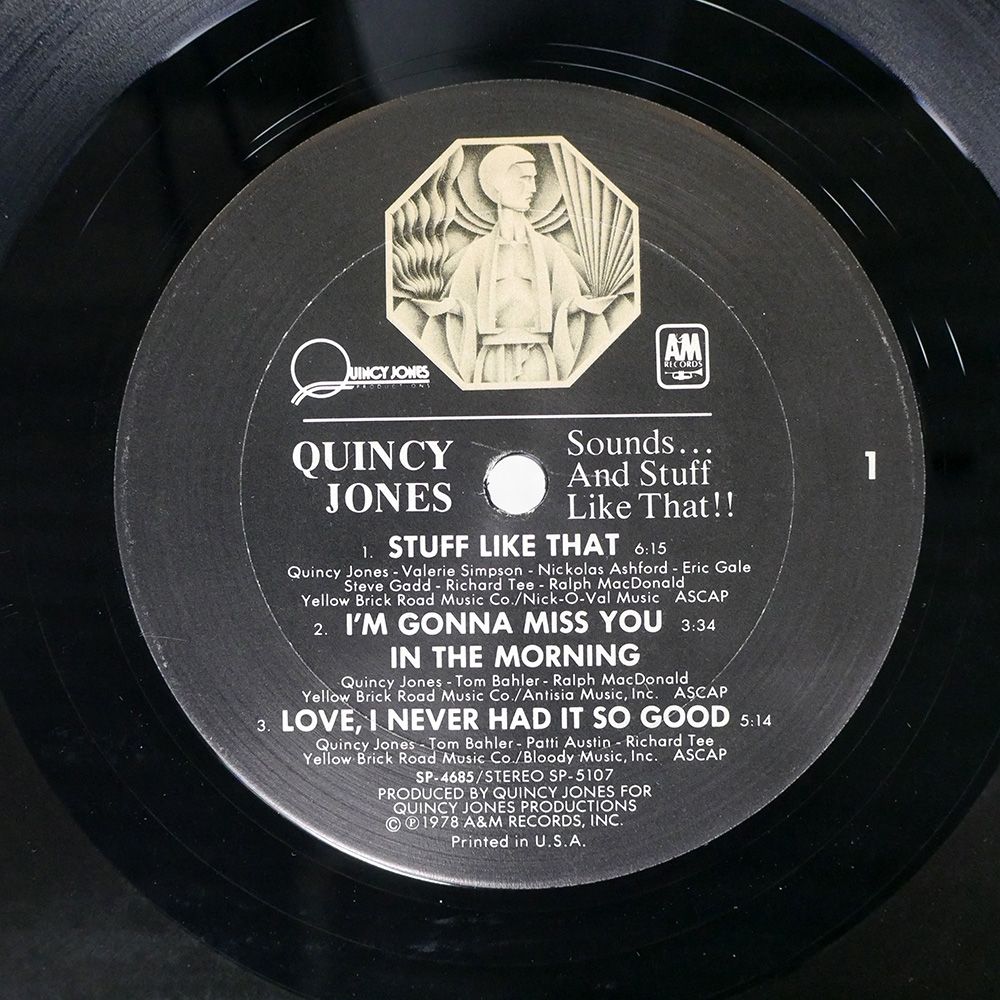 QUINCY JONES
PRODUCTIONS
A&M
RECORDS
QUINCY
JONES
Sounds...
And Stuff
Like That!!
1
1. STUFF LIKE THAT 6:15
Quincy Jones - Valerie Simpson - Nickolas Ashford - Eric Gale
Steve Gadd - Richard Tee - Ralph MacDonald
Yellow Brick Road Music Co./Nick-O-Val Music ASCAP
2. I'M GONNA MISS YOU 3:34
IN THE MORNING
Quincy Jones - Tom Bahler - Ralph MacDonald
Yellow Brick Road Music Co./Antisia Music, Inc. ASCAP
3. LOVE, I NEVER HAD IT SO GOOD 5:14
Quincy Jones - Tom Bahler - Patti Austin - Richard Tee
Yellow Brick Road Music Co./Bloody Music, Inc. ASCAP
SP-4685/STEREO SP-5107
PRODUCED BY QUINCY JONES FOR
QUINCY JONES PRODUCTIONS
© ℗ 1978 A&M RECORDS, INC.
Printed in U.S.A.